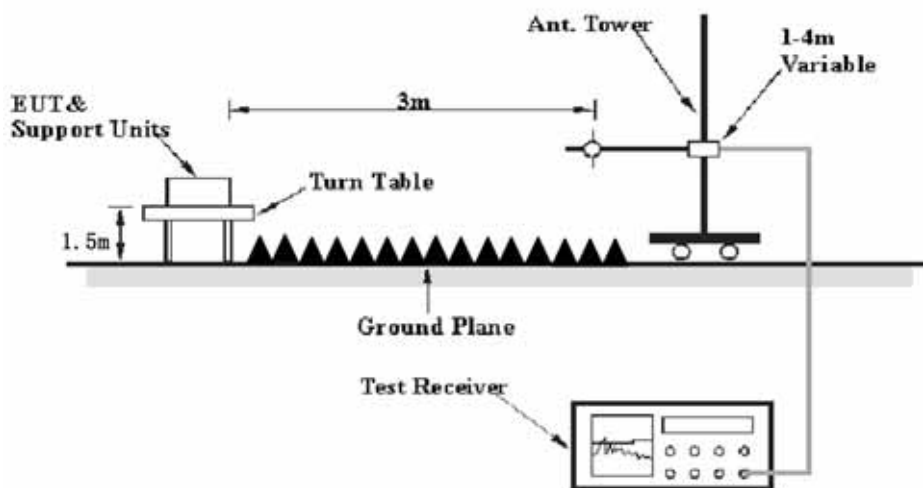 Ant. Tower
1-4m
Variable
3m
EUT&
Support Units
Turn Table
1.5m
Ground Plane
Test Receiver